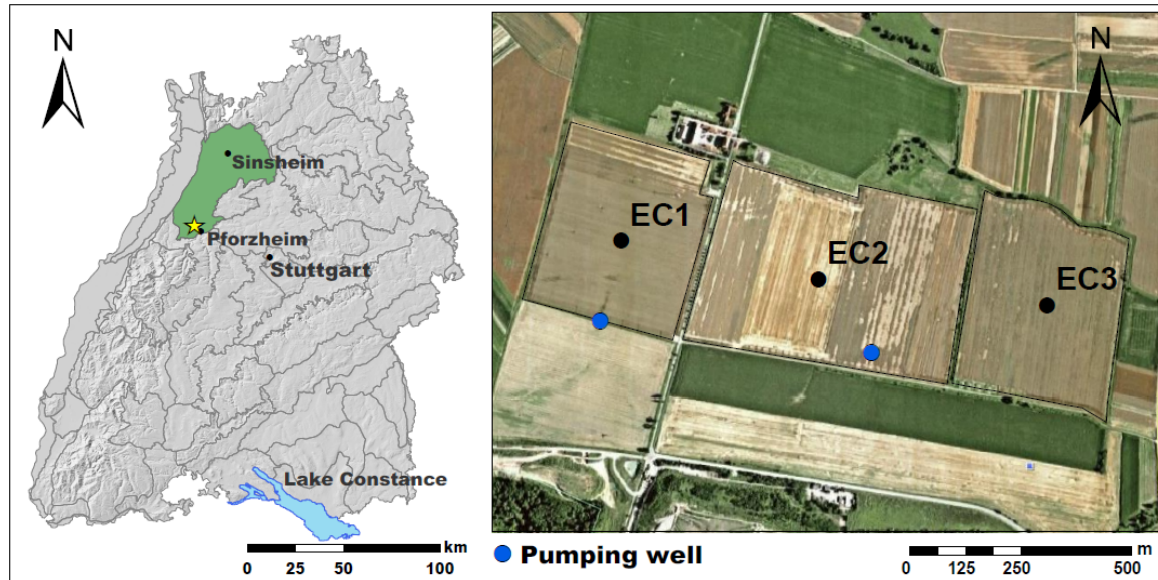 N
Sinsheim
Pforzheim
Stuttgart
Lake Constance
km
0 25 50 100
N
EC1
EC2
EC3
Pumping well
m
0 125 250 500